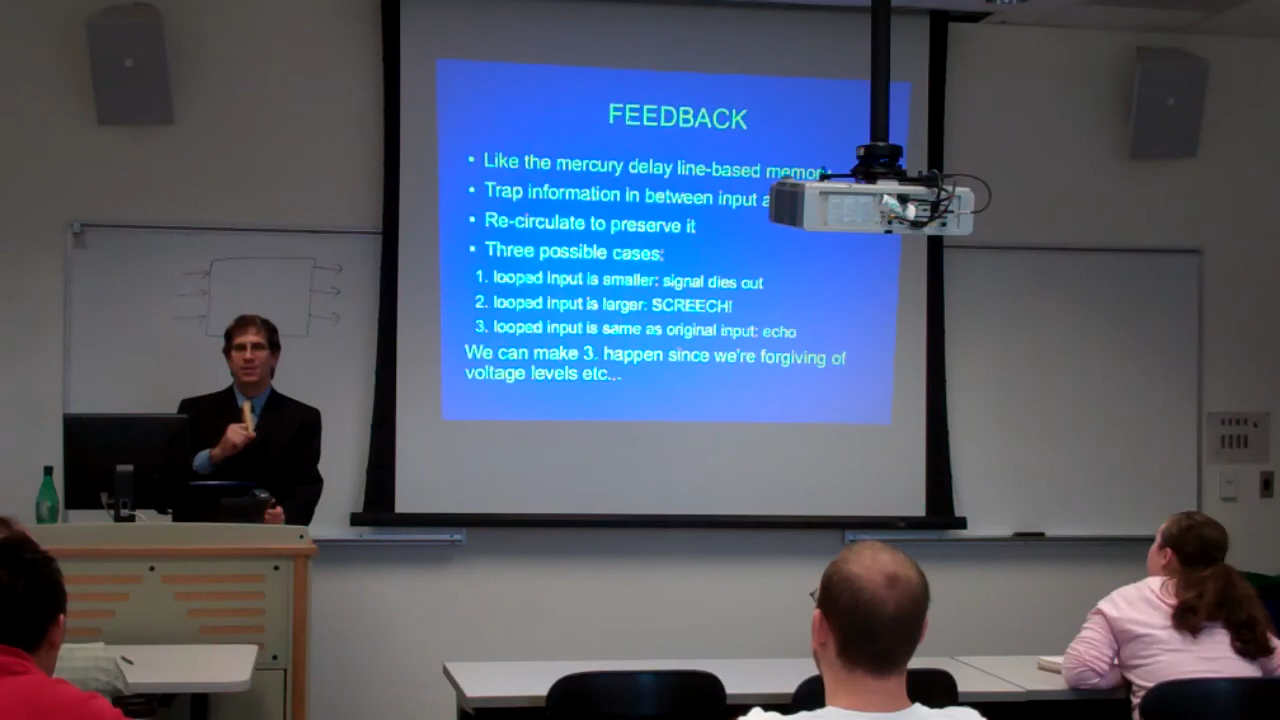 FEEDBACK
• Like the mercury delay line-based memory
• Trap information in between input
• Re-circulate to preserve it
• Three possible cases:
1. looped input is smaller: signal dies out
2. looped input is larger: SCREECH!
3. looped input is same as original input: echo
We can make 3. happen since we're forgiving of
voltage levels etc...